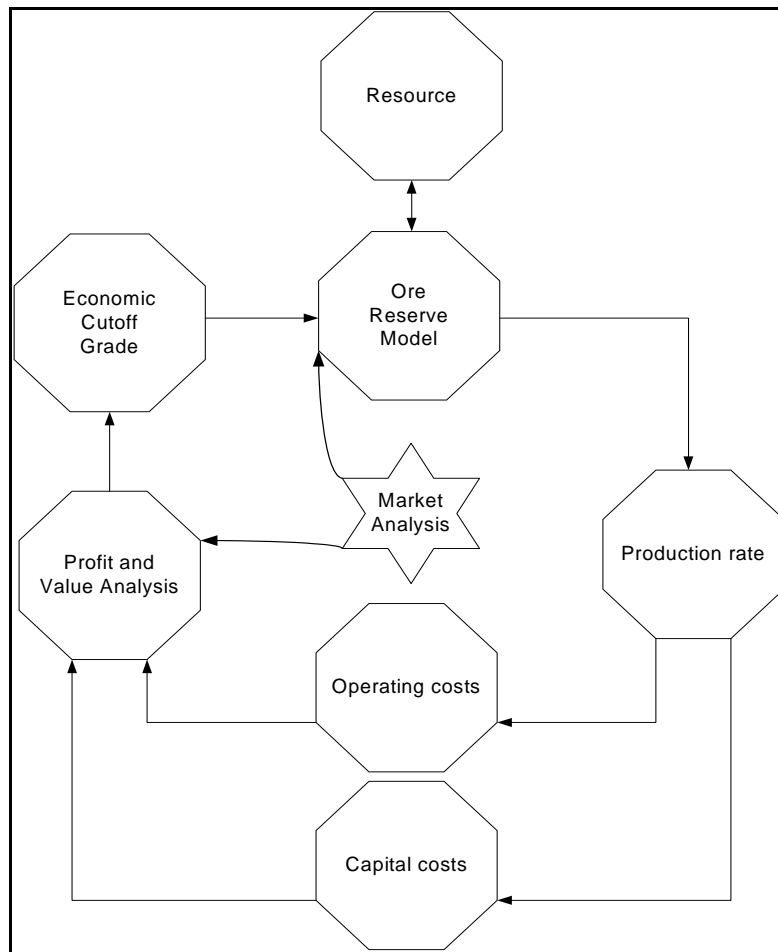 Resource
Economic
Cutoff
Grade
Ore
Reserve
Model
Market
Analysis
Profit and
Value Analysis
Production rate
Operating costs
Capital costs